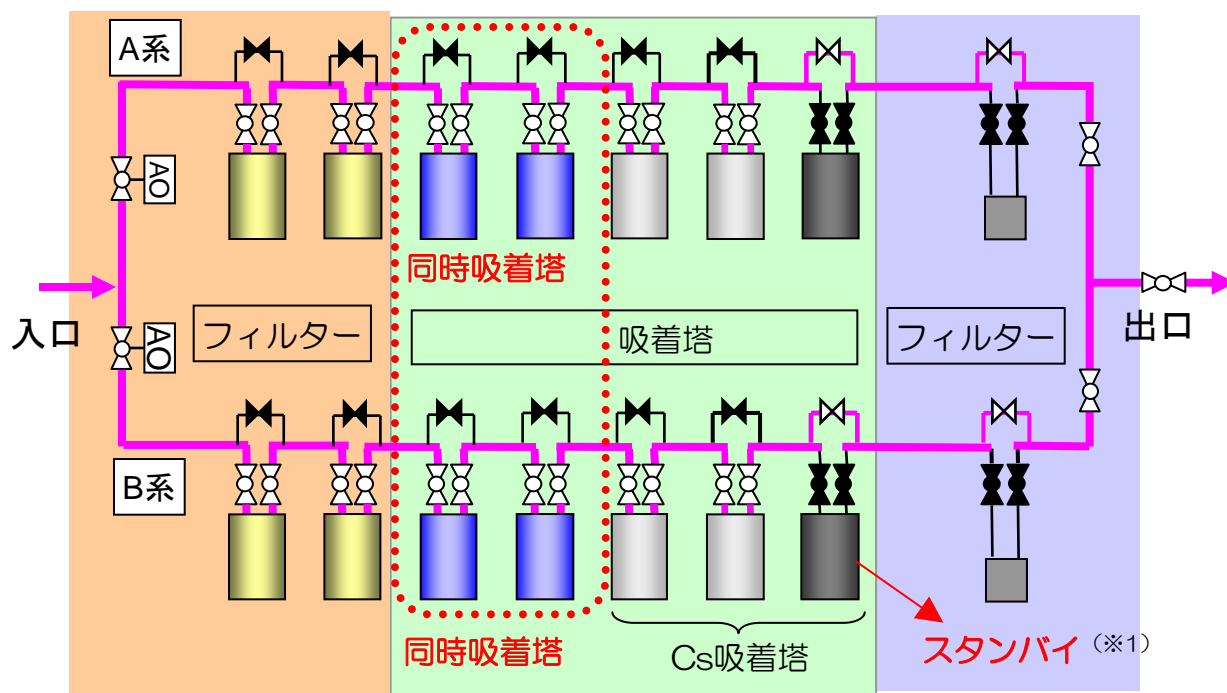 A系
AO
同時吸着塔
入口
フィルター
吸着塔
フィルター
出口
AO
B系
同時吸着塔
Cs吸着塔
スタンバイ（※1）